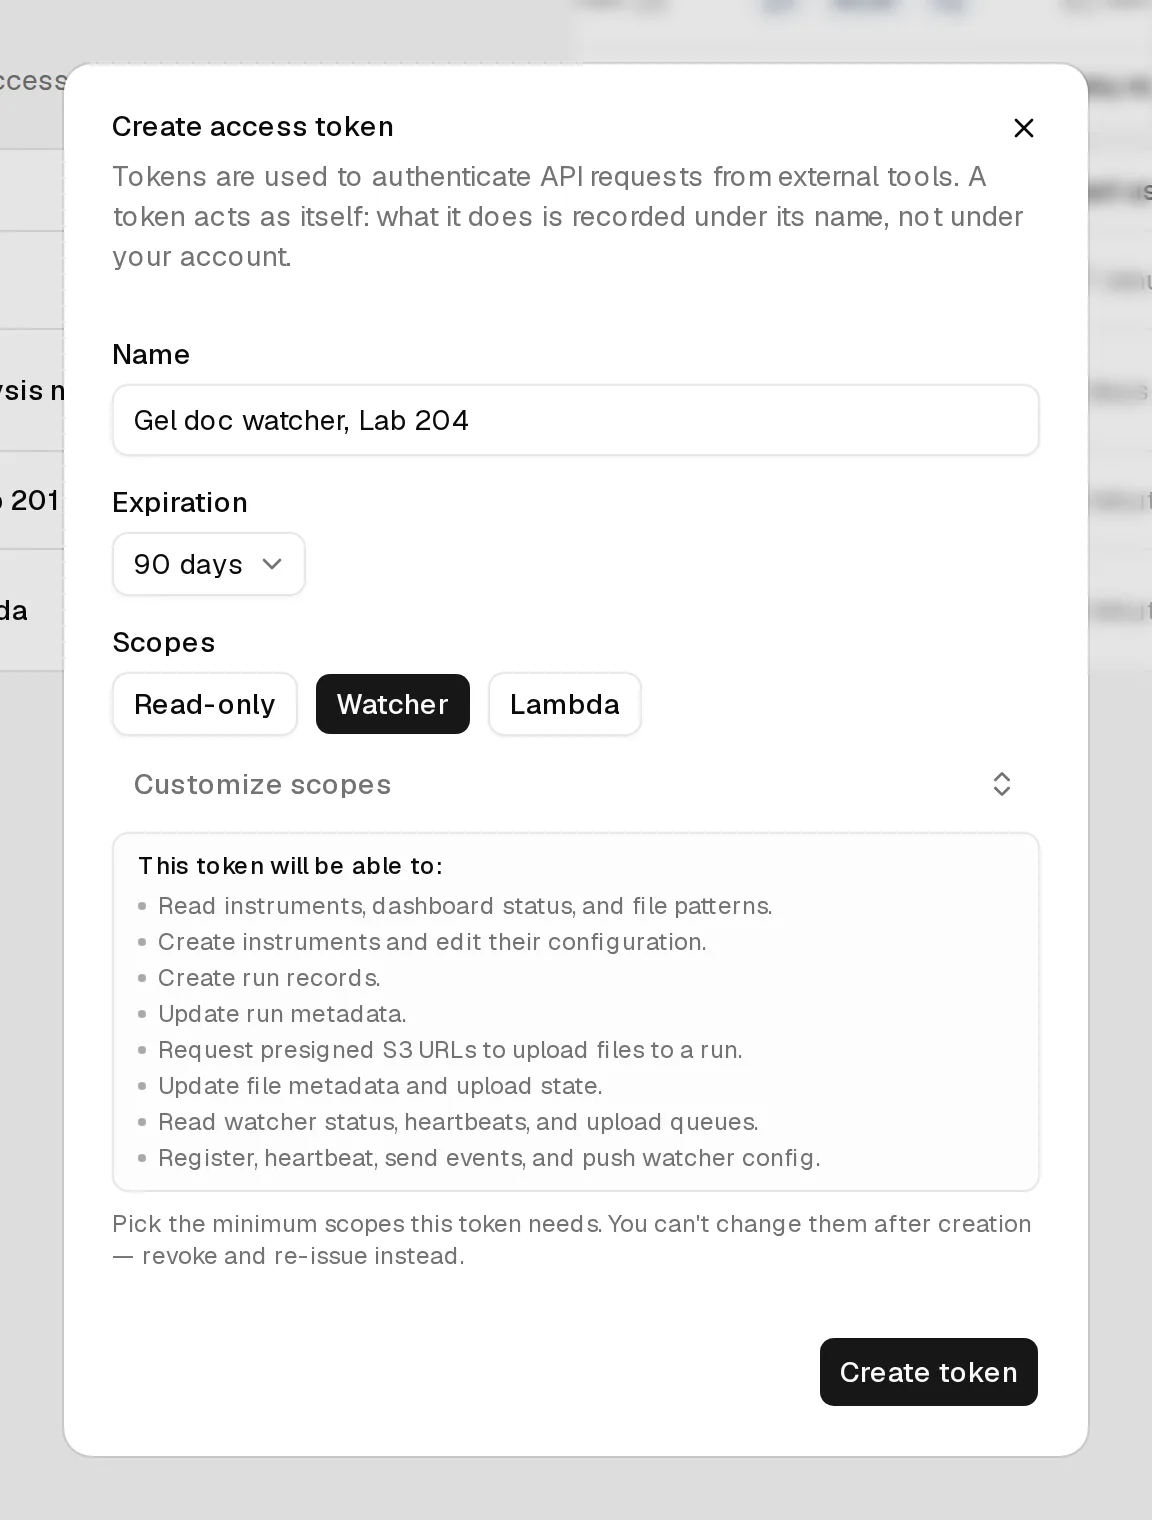 Create access token
Tokens are used to authenticate API requests from external tools. A
token acts as itself: what it does is recorded under its name, not under
your account.
Name
Gel doc watcher, Lab 204
Expiration
90 days
Scopes
Read-only
Watcher
Lambda
Customize scopes
This token will be able to:
Read instruments, dashboard status, and file patterns.
Create instruments and edit their configuration.
Create run records.
Update run metadata.
Request presigned S3 URLs to upload files to a run.
Update file metadata and upload state.
Read watcher status, heartbeats, and upload queues.
Register, heartbeat, send events, and push watcher config.
Pick the minimum scopes this token needs. You can't change them after creation
— revoke and re-issue instead.
Create token
201